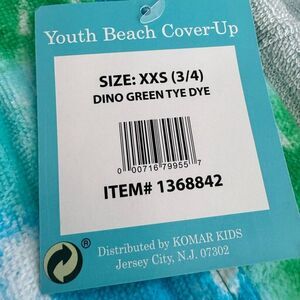 Youth Beach Cover-Up
SIZE: XXS (3/4)
DINO GREEN TYE DYE
0 00716 79955 7
ITEM# 1368842
®
Distributed by KOMAR KIDS
Jersey City, N.J. 07302